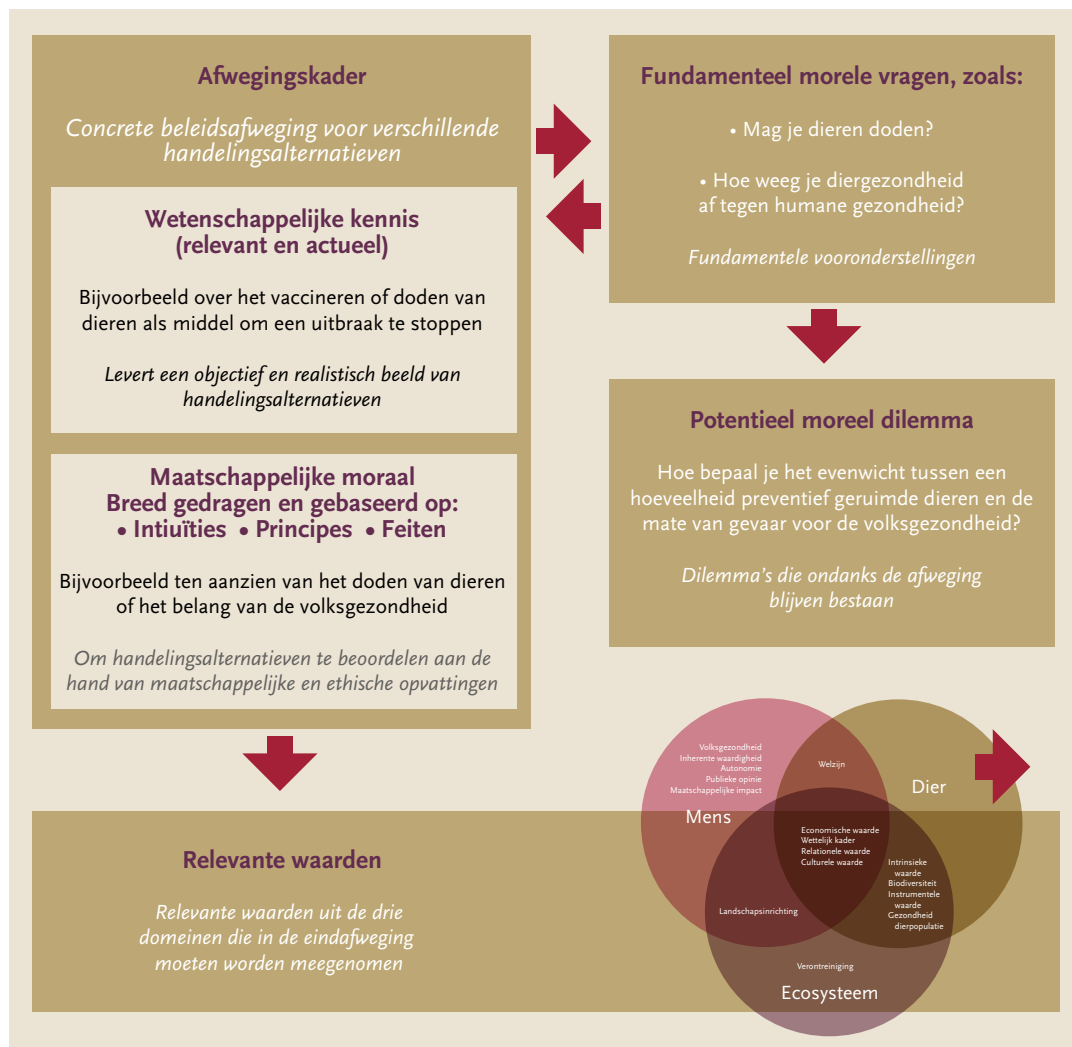 Afwegingskader
Concrete beleidsafweging voor verschillende
handelingsalternatieven
Wetenschappelijke kennis
(relevant en actueel)
Bijvoorbeeld over het vaccineren of doden van
dieren als middel om een uitbraak te stoppen
Levert een objectief en realistisch beeld van
handelingsalternatieven
Maatschappelijke moraal
Breed gedragen en gebaseerd op:
• Intiuïties • Principes • Feiten
Bijvoorbeeld ten aanzien van het doden van dieren
of het belang van de volksgezondheid
Om handelingsalternatieven te beoordelen aan de
hand van maatschappelijke en ethische opvattingen
Fundamenteel morele vragen, zoals:
• Mag je dieren doden?
• Hoe weeg je diergezondheid
af tegen humane gezondheid?
Fundamentele vooronderstellingen
Potentieel moreel dilemma
Hoe bepaal je het evenwicht tussen een
hoeveelheid preventief geruimde dieren en de
mate van gevaar voor de volksgezondheid?
Dilemma's die ondanks de afweging
blijven bestaan
Relevante waarden
Relevante waarden uit de drie
domeinen die in de eindafweging
moeten worden meegenomen
Volksgezondheid
Inherente waardigheid
Autonomie
Publieke opinie
Maatschappelijke impact
Mens
Welzijn
Dier
Economische waarde
Wettelijk kader
Relationele waarde
Culturele waarde
Intrinsieke
waarde
Biodiversiteit
Instrumentele
waarde
Gezondheid
dierpopulatie
Landschapsinrichting
Verontreiniging
Ecosysteem